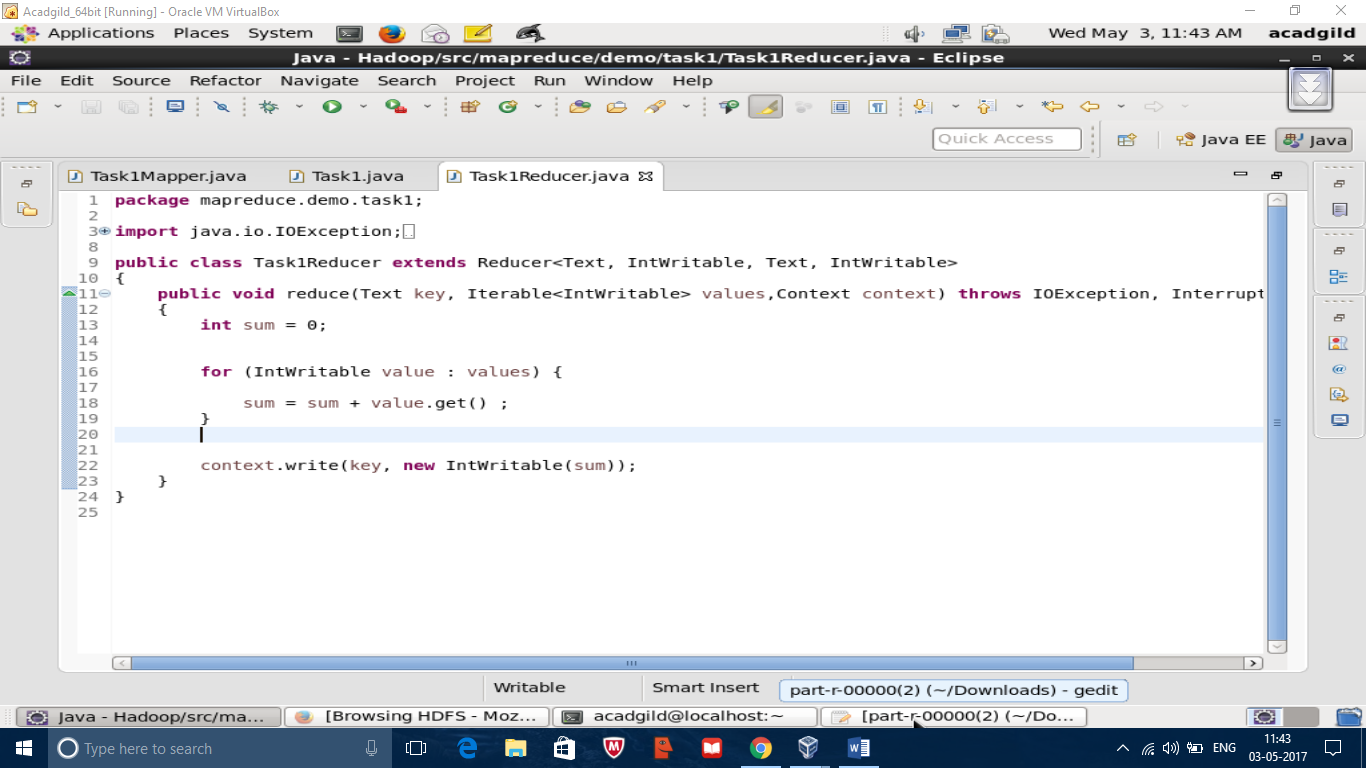 Acadgild_64bit [Running] - Oracle VM VirtualBox
Applications Places System Wed May 3, 11:43 AM acadgild
Java - Hadoop/src/mapreduce/demo/task1/Task1Reducer.java - Eclipse
File Edit Source Refactor Navigate Search Project Run Window Help
Quick Access Java EE Java
Task1Mapper.java Task1.java Task1Reducer.java
1 package mapreduce.demo.task1;
2
3 import java.io.IOException;
8
9 public class Task1Reducer extends Reducer<Text, IntWritable, Text, IntWritable>
10 {
11 public void reduce(Text key, Iterable<IntWritable> values,Context context) throws IOException, Interrupt
12 {
13 int sum = 0;
14
15
16 for (IntWritable value : values) {
17
18 sum = sum + value.get() ;
19 }
20
21
22 context.write(key, new IntWritable(sum));
23 }
24 }
25
Writable Smart Insert part-r-00000(2) (~/Downloads) - gedit
Java - Hadoop/src/ma... [Browsing HDFS - Moz... acadgild@localhost:~ [part-r-00000(2) (~/Do...
Type here to search ENG 11:43
03-05-2017